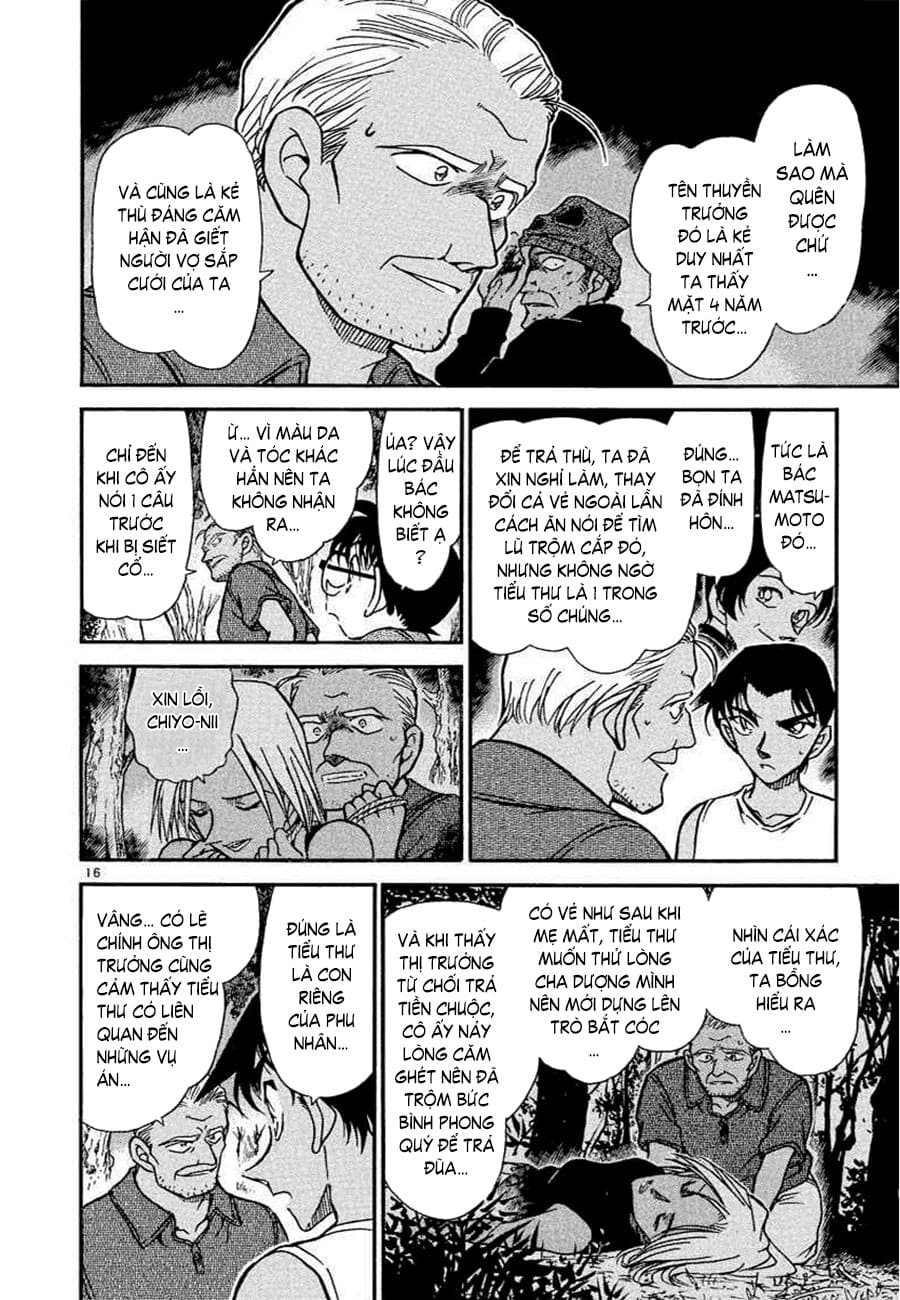 LÀM
SAO MÀ
QUÊN
ĐƯỢC
CHỨ
...
TÊN THUYỀN
TRƯỞNG
ĐÓ LÀ KẺ
DUY NHẤT
TA THẤY
MẶT 4 NĂM
TRƯỚC...
VÀ CŨNG LÀ KẺ
THÙ ĐÁNG CĂM
HẬN ĐÃ GIẾT
NGƯỜI VỢ SẮP
CƯỚI CỦA TA
...
TỨC LÀ
BÁC
MATSU-
MOTO
ĐÓ...
ĐÚNG...
BỌN TA
ĐÃ ĐÍNH
HÔN...
ĐỂ TRẢ THÙ, TA ĐÃ
XIN NGHỈ LÀM, THAY
ĐỔI CẢ VẺ NGOÀI LẪN
CÁCH ĂN NÓI ĐỂ TÌM
LŨ TRỘM CẮP ĐÓ,
NHƯNG KHÔNG NGỜ
TIỂU THƯ LÀ 1 TRONG
SỐ CHÚNG...
ỦA? VẬY
LÚC ĐẦU
BÁC
KHÔNG
BIẾT Ạ
?
Ừ... VÌ MÀU DA
VÀ TÓC KHÁC
HẲN NÊN TA
KHÔNG NHẬN
RA...
CHỈ ĐẾN
KHI CÔ ẤY
NÓI 1 CÂU
TRƯỚC
KHI BỊ SIẾT
CỔ...
XIN LỖI,
CHIYO-NII
...
16
NHÌN CÁI XÁC
CỦA TIỂU THƯ,
TA BỖNG
HIỂU RA
...
CÓ VẺ NHƯ SAU KHI
MẸ MẤT, TIỂU THƯ
MUỐN THỬ LÒNG
CHA DƯỢNG MÌNH
NÊN MỚI DỰNG LÊN
TRÒ BẮT CÓC
...
VÀ KHI THẤY
THỊ TRƯỞNG
TỪ CHỐI TRẢ
TIỀN CHUỘC,
CÔ ẤY NẢY
LÒNG CĂM
GHÉT NÊN ĐÃ
TRỘM BỨC
BÌNH PHONG
QUÝ ĐỂ TRẢ
ĐŨA...
ĐÚNG LÀ
TIỂU THƯ
LÀ CON
RIÊNG
CỦA PHU
NHÂN...
VÂNG... CÓ LẼ
CHÍNH ÔNG THỊ
TRƯỞNG CŨNG
CẢM THẤY TIỂU
THƯ CÓ LIÊN
QUAN ĐẾN
NHỮNG VỤ
ÁN...